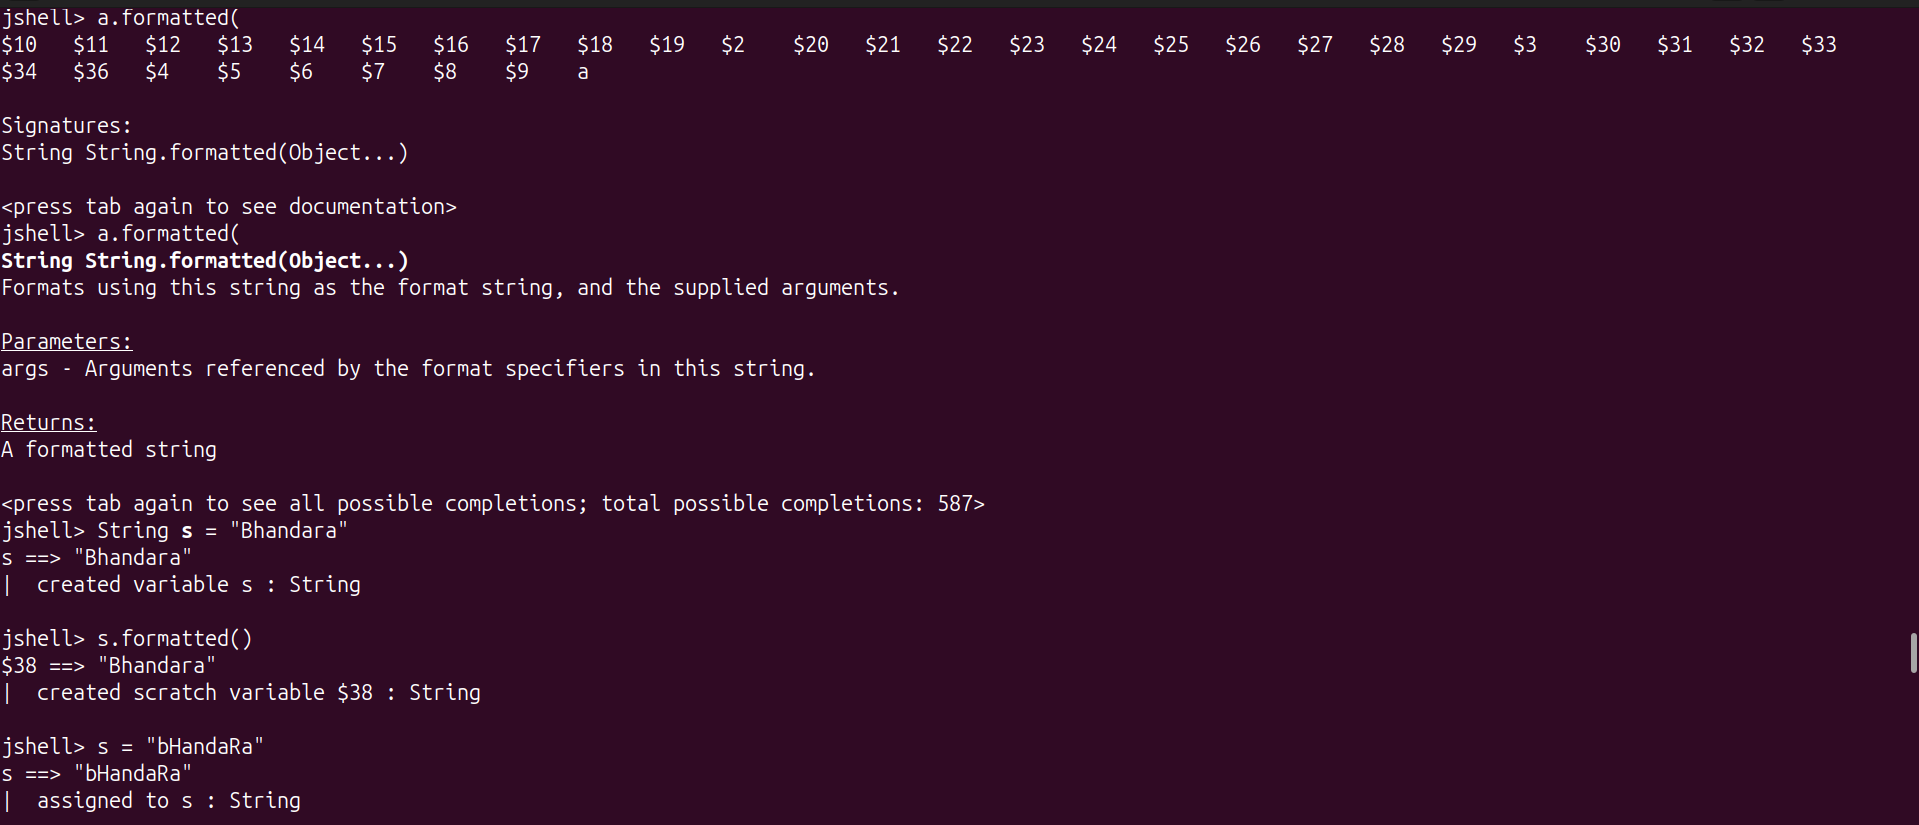 jshell> a.formatted(
$10   $11   $12   $13   $14   $15   $16   $17   $18   $19   $2    $20   $21   $22   $23   $24   $25   $26   $27   $28   $29   $3    $30   $31   $32   $33
$34   $36   $4    $5    $6    $7    $8    $9    a
Signatures:
String String.formatted(Object...)
<press tab again to see documentation>
jshell> a.formatted(
String String.formatted(Object...)
Formats using this string as the format string, and the supplied arguments.
Parameters:
args - Arguments referenced by the format specifiers in this string.
Returns:
A formatted string
<press tab again to see all possible completions; total possible completions: 587>
jshell> String s = "Bhandara"
s ==> "Bhandara"
|  created variable s : String
jshell> s.formatted()
$38 ==> "Bhandara"
|  created scratch variable $38 : String
jshell> s = "bHandaRa"
s ==> "bHandaRa"
|  assigned to s : String